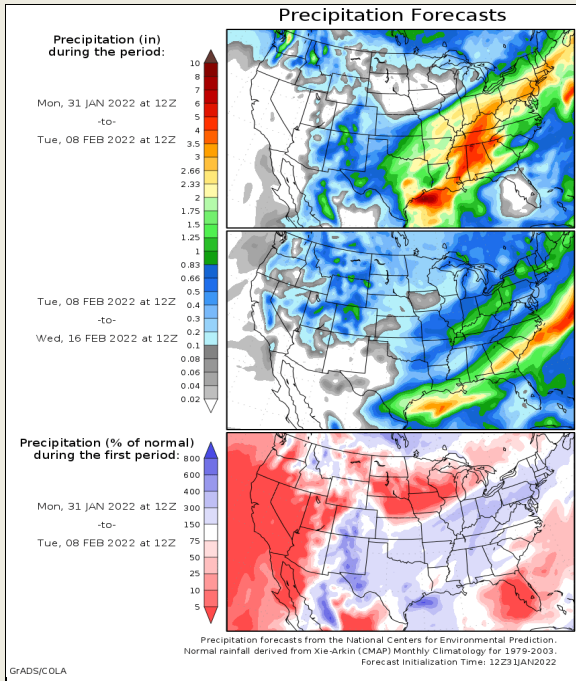 Precipitation Forecasts
Precipitation (in)
during the period:
Mon, 31 JAN 2022 at 12Z
-to-
Tue, 08 FEB 2022 at 12Z
10
9
8
7
6
5
4
3.5
3
2.66
2.33
2
1.75
1.5
1.25
1
0.83
0.66
0.5
0.4
0.3
0.2
0.1
0.08
0.06
0.04
0.02
Tue, 08 FEB 2022 at 12Z
-to-
Wed, 16 FEB 2022 at 12Z
Precipitation (% of normal)
during the first period:
Mon, 31 JAN 2022 at 12Z
-to-
Tue, 08 FEB 2022 at 12Z
800
600
400
300
150
75
50
25
10
5
Precipitation forecasts from the National Centers for Environmental Prediction.
Normal rainfall derived from Xie-Arkin (CMAP) Monthly Climatology for 1979-2003.
Forecast Initialization Time: 12Z31JAN2022
GrADS/COLA